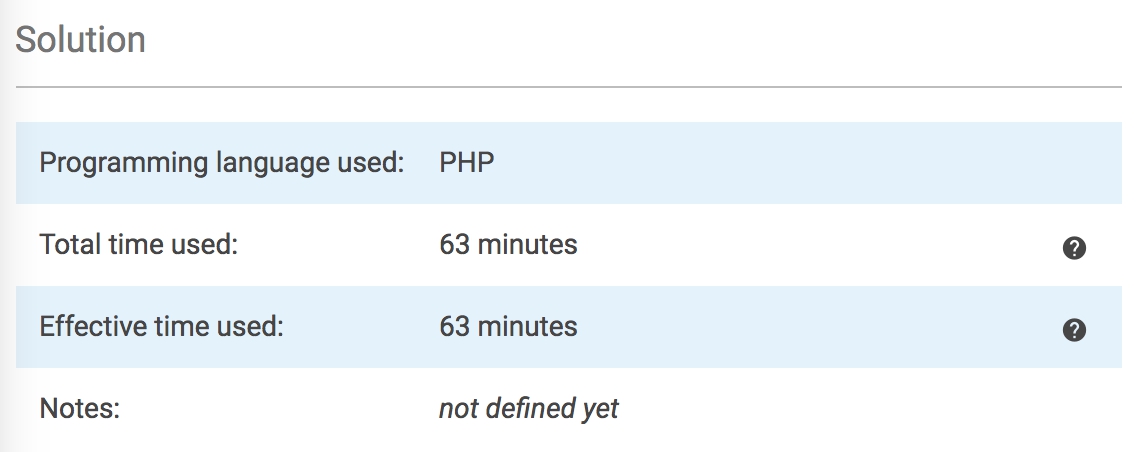 Solution
Programming language used: PHP
Total time used: 63 minutes
Effective time used: 63 minutes
Notes: not defined yet